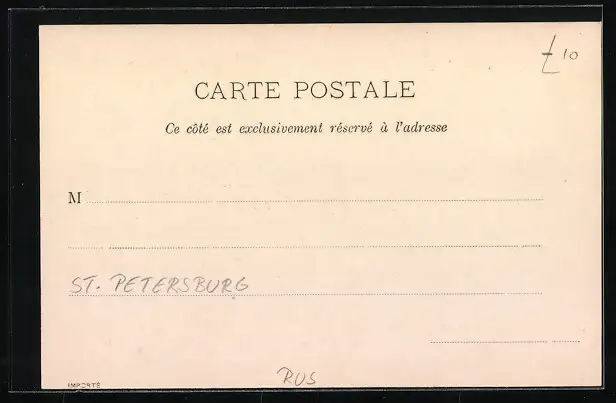 £10
CARTE POSTALE
Ce côté est exclusivement réservé à l'adresse
M
ST. PETERSBURG
RUS
IMPORTÉ